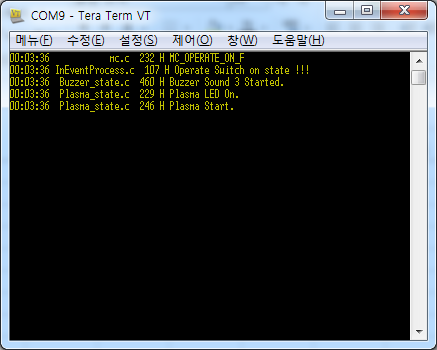 COM9 - Tera Term VT
메뉴(F) 수정(E) 설정(S) 제어(O) 창(W) 도움말(H)
00:03:36 mc.c 232 H MC_OPERATE_ON_F
00:03:36 InEventProcess.c 107 H Operate Switch on state !!!
00:03:36 Buzzer_state.c 460 H Buzzer Sound 3 Started.
00:03:36 Plasma_state.c 229 H Plasma LED On.
00:03:36 Plasma_state.c 246 H Plasma Start.